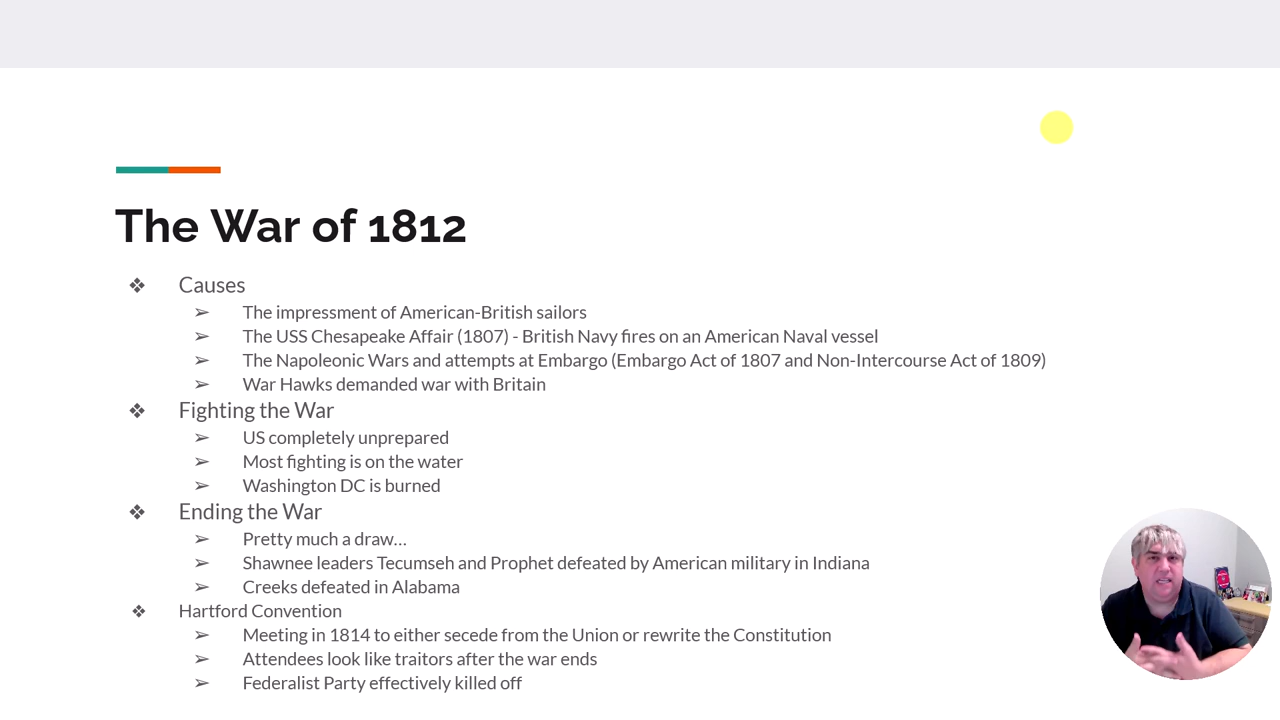 The War of 1812
❖ Causes
➢ The impressment of American-British sailors
➢ The USS Chesapeake Affair (1807) - British Navy fires on an American Naval vessel
➢ The Napoleonic Wars and attempts at Embargo (Embargo Act of 1807 and Non-Intercourse Act of 1809)
➢ War Hawks demanded war with Britain
❖ Fighting the War
➢ US completely unprepared
➢ Most fighting is on the water
➢ Washington DC is burned
❖ Ending the War
➢ Pretty much a draw...
➢ Shawnee leaders Tecumseh and Prophet defeated by American military in Indiana
➢ Creeks defeated in Alabama
❖ Hartford Convention
➢ Meeting in 1814 to either secede from the Union or rewrite the Constitution
➢ Attendees look like traitors after the war ends
➢ Federalist Party effectively killed off